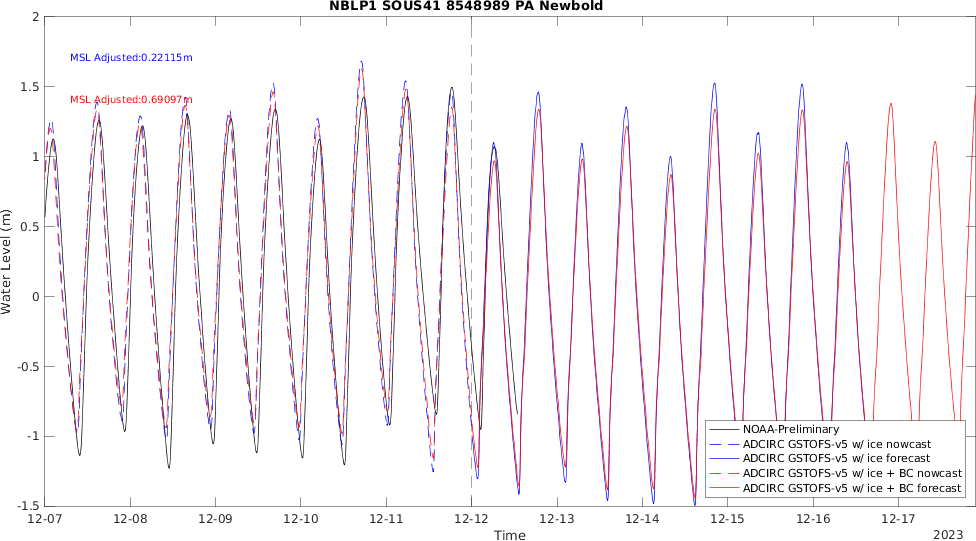 NBLP1 SOUS41 8548989 PA Newbold
2
1.5
1
0.5
0
-0.5
-1
-1.5
Water Level (m)
MSL Adjusted:0.22115m
MSL Adjusted:0.69097m
NOAA-Preliminary
ADCIRC GSTOFS-v5 w/ ice nowcast
ADCIRC GSTOFS-v5 w/ ice forecast
ADCIRC GSTOFS-v5 w/ ice + BC nowcast
ADCIRC GSTOFS-v5 w/ ice + BC forecast
12-07 12-08 12-09 12-10 12-11 12-12 12-13 12-14 12-15 12-16 12-17
Time
2023